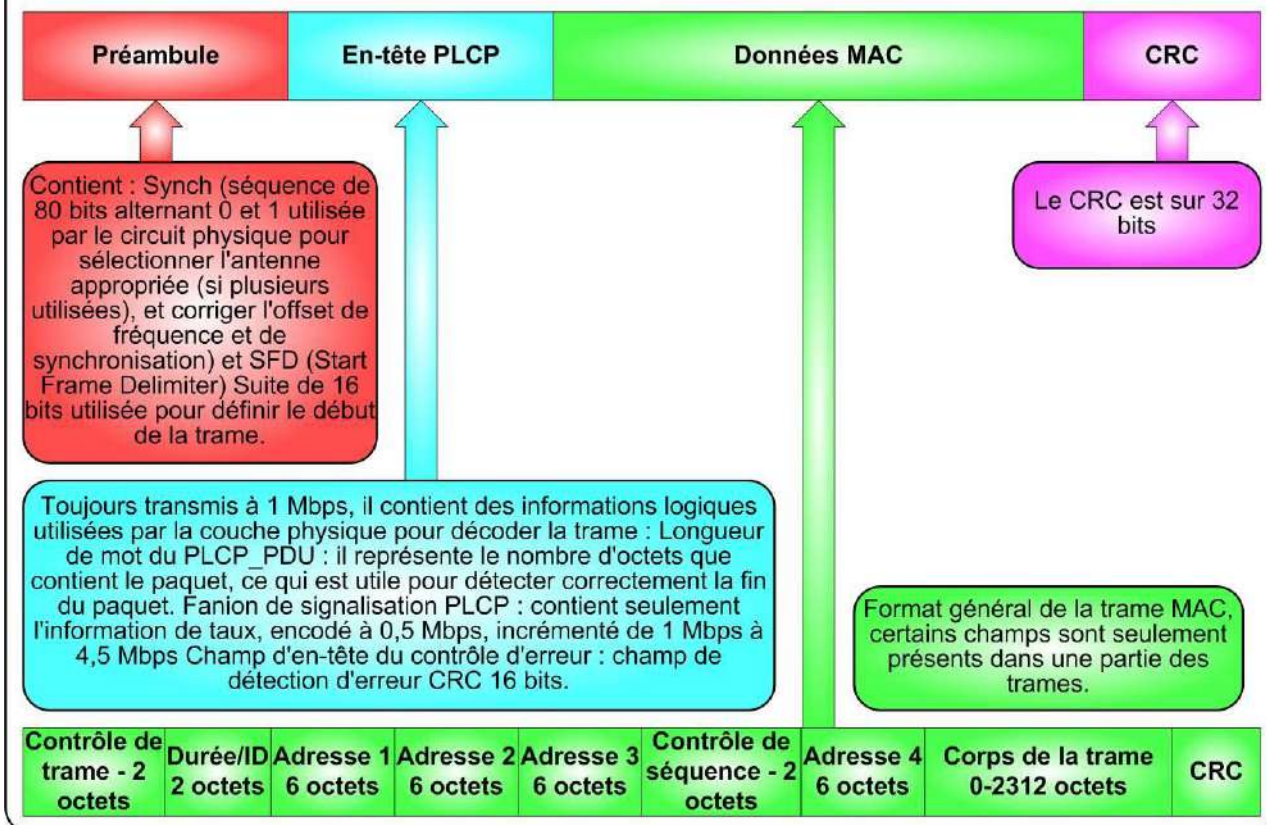 Préambule
En-tête PLCP
Données MAC
CRC
Contient : Synch (séquence de
80 bits alternant 0 et 1 utilisée
par le circuit physique pour
sélectionner l'antenne
appropriée (si plusieurs
utilisées), et corriger l'offset de
fréquence et de
synchronisation) et SFD (Start
Frame Delimiter) Suite de 16
bits utilisée pour définir le début
de la trame.
Le CRC est sur 32
bits
Toujours transmis à 1 Mbps, il contient des informations logiques
utilisées par la couche physique pour décoder la trame : Longueur
de mot du PLCP_PDU : il représente le nombre d'octets que
contient le paquet, ce qui est utile pour détecter correctement la fin
du paquet. Fanion de signalisation PLCP : contient seulement
l'information de taux, encodé à 0,5 Mbps, incrémenté de 1 Mbps à
4,5 Mbps Champ d'en-tête du contrôle d'erreur : champ de
détection d'erreur CRC 16 bits.
Format général de la trame MAC,
certains champs sont seulement
présents dans une partie des
trames.
Contrôle de
trame - 2
octets
Durée/ID
2 octets
Adresse 1
6 octets
Adresse 2
6 octets
Adresse 3
6 octets
Contrôle de
séquence - 2
octets
Adresse 4
6 octets
Corps de la trame
0-2312 octets
CRC